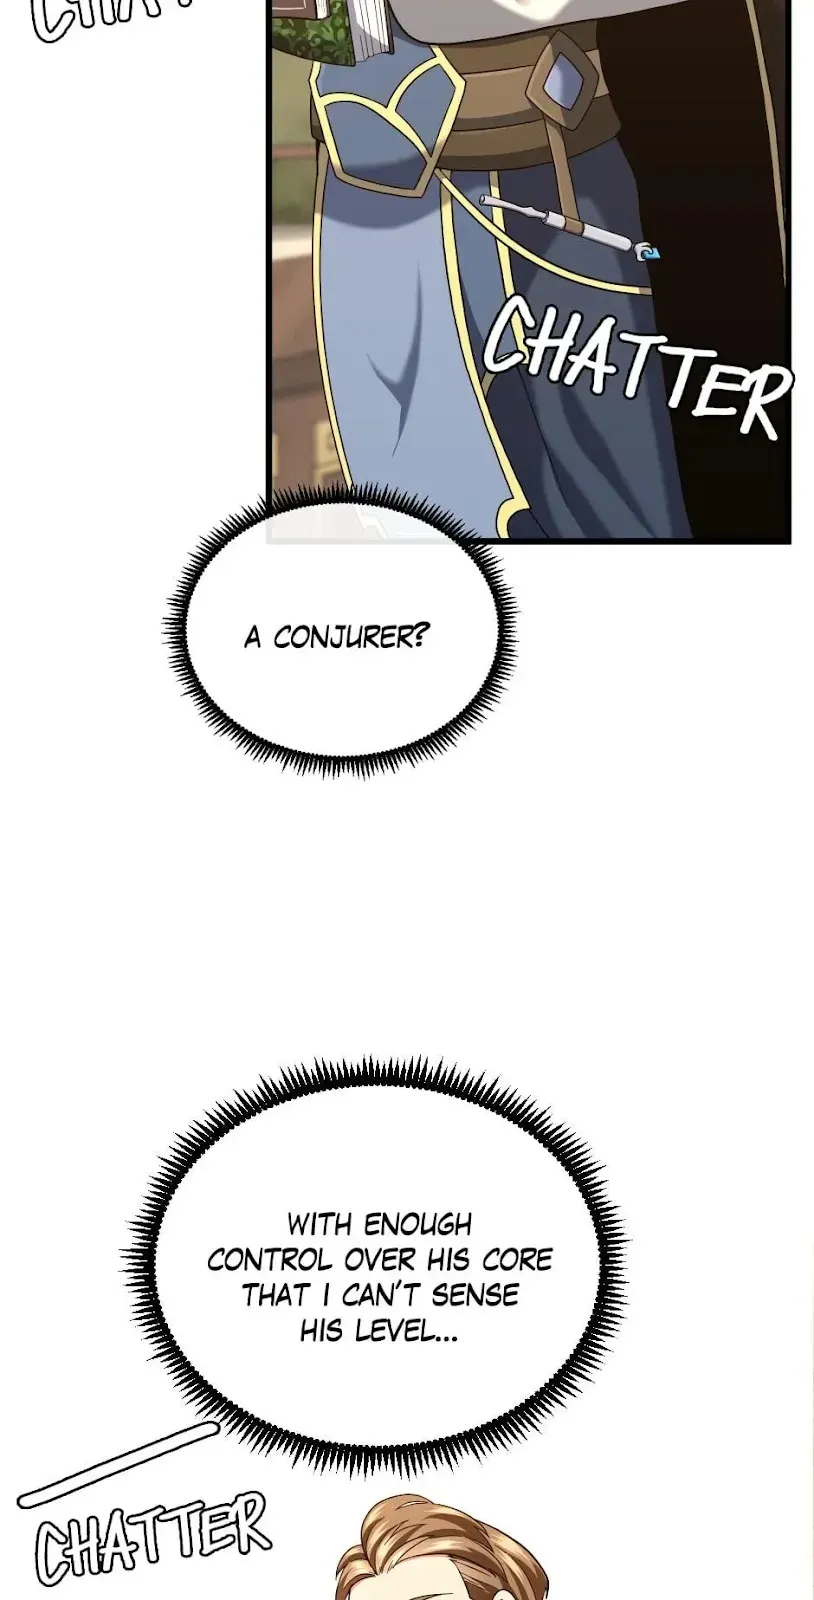 CHATTER
A CONJURER?
WITH ENOUGH
CONTROL OVER HIS CORE
THAT I CAN'T SENSE
HIS LEVEL...
CHATTER